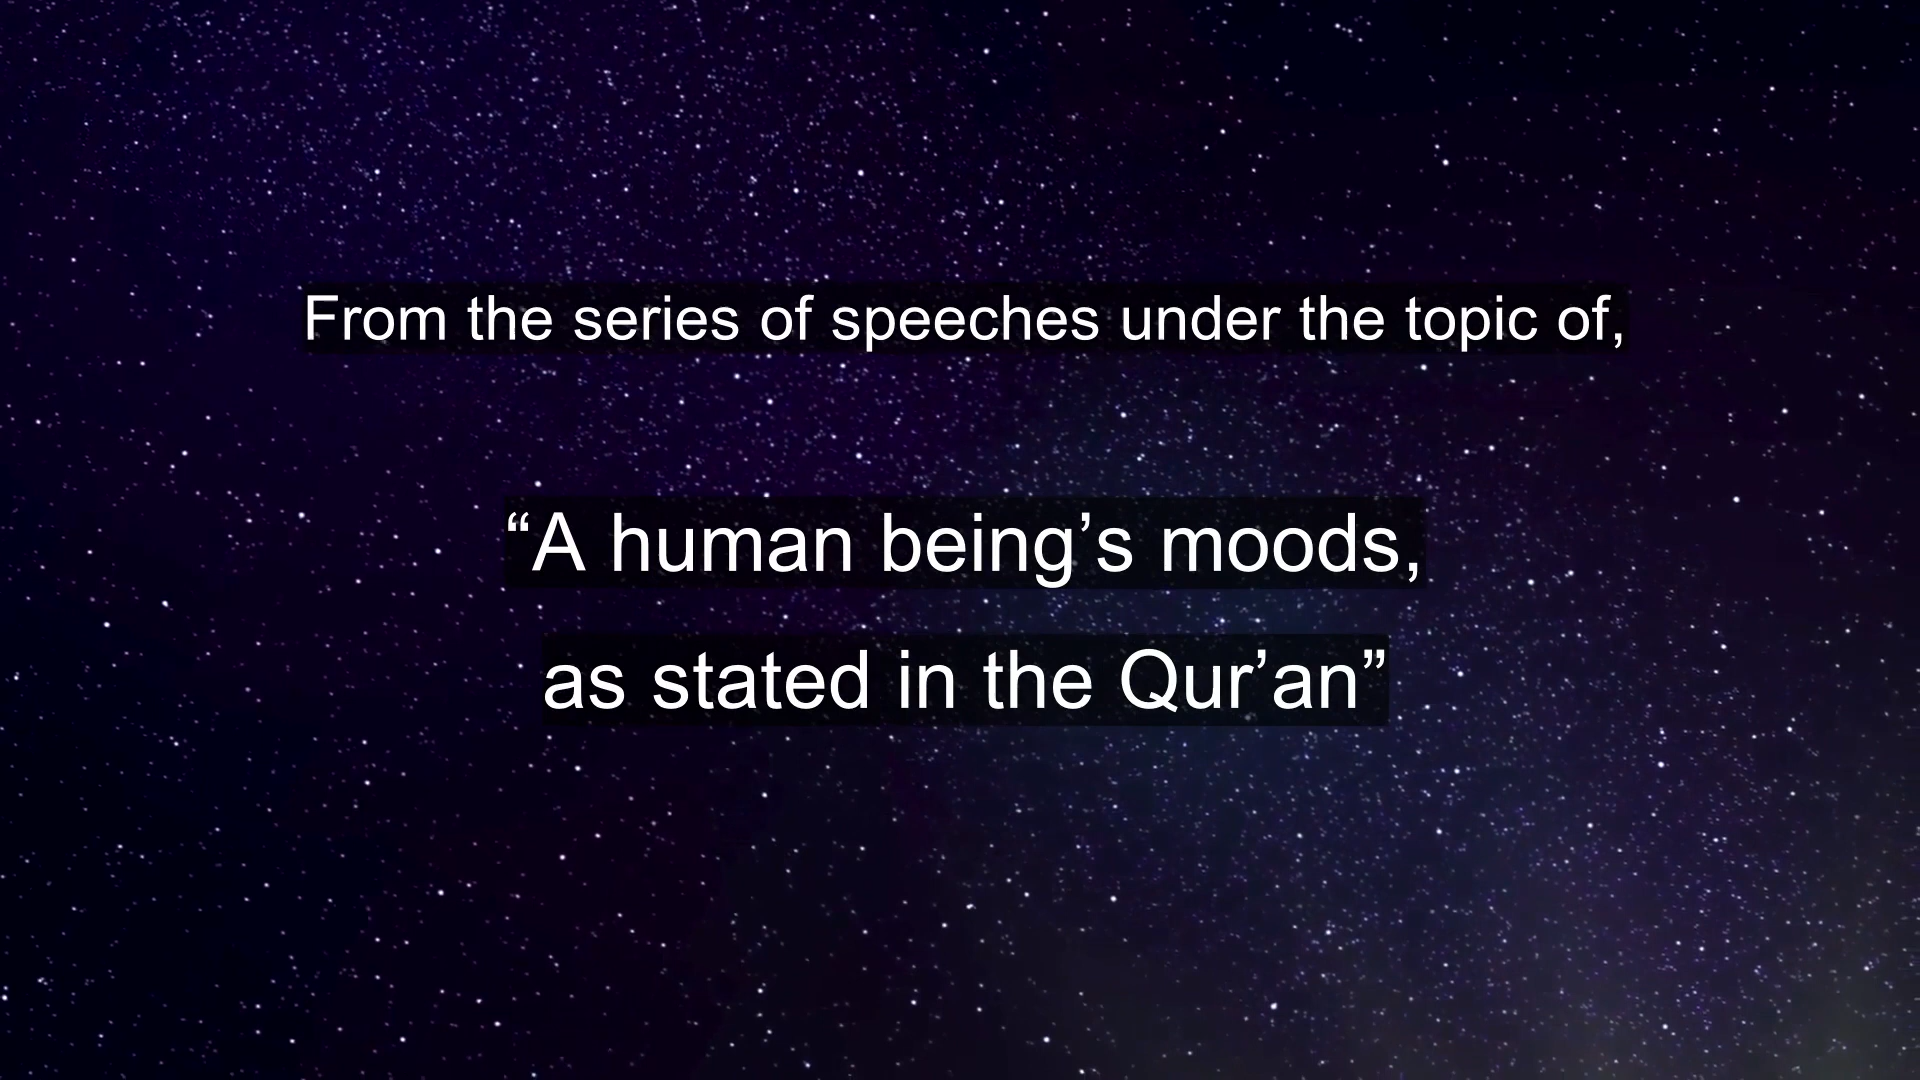 From the series of speeches under the topic of,
“A human being’s moods,
as stated in the Qur’an”